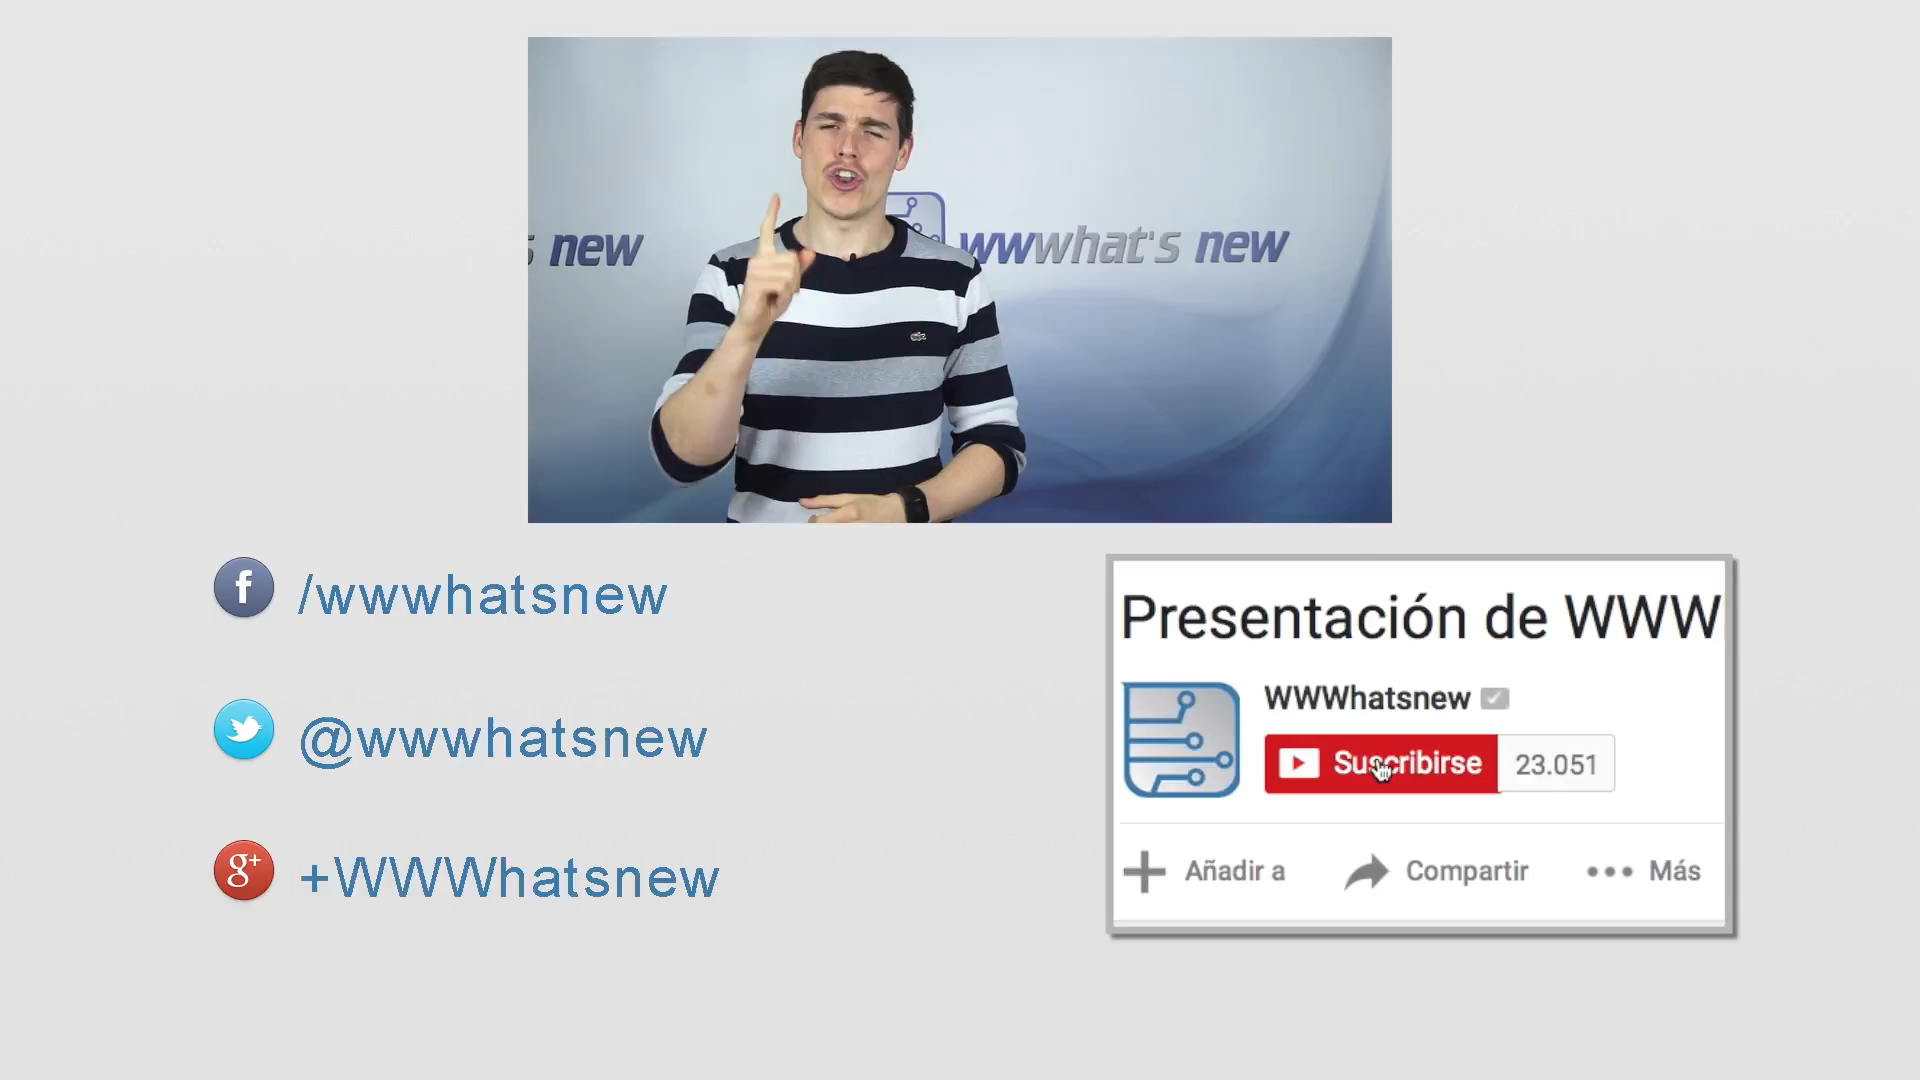 s new
wwwhat's new
/wwwhatsnew
@wwwhatsnew
+WWWhatsnew
Presentación de WWW
WWWhatsnew
Suscribirse 23.051
Añadir a Compartir Más